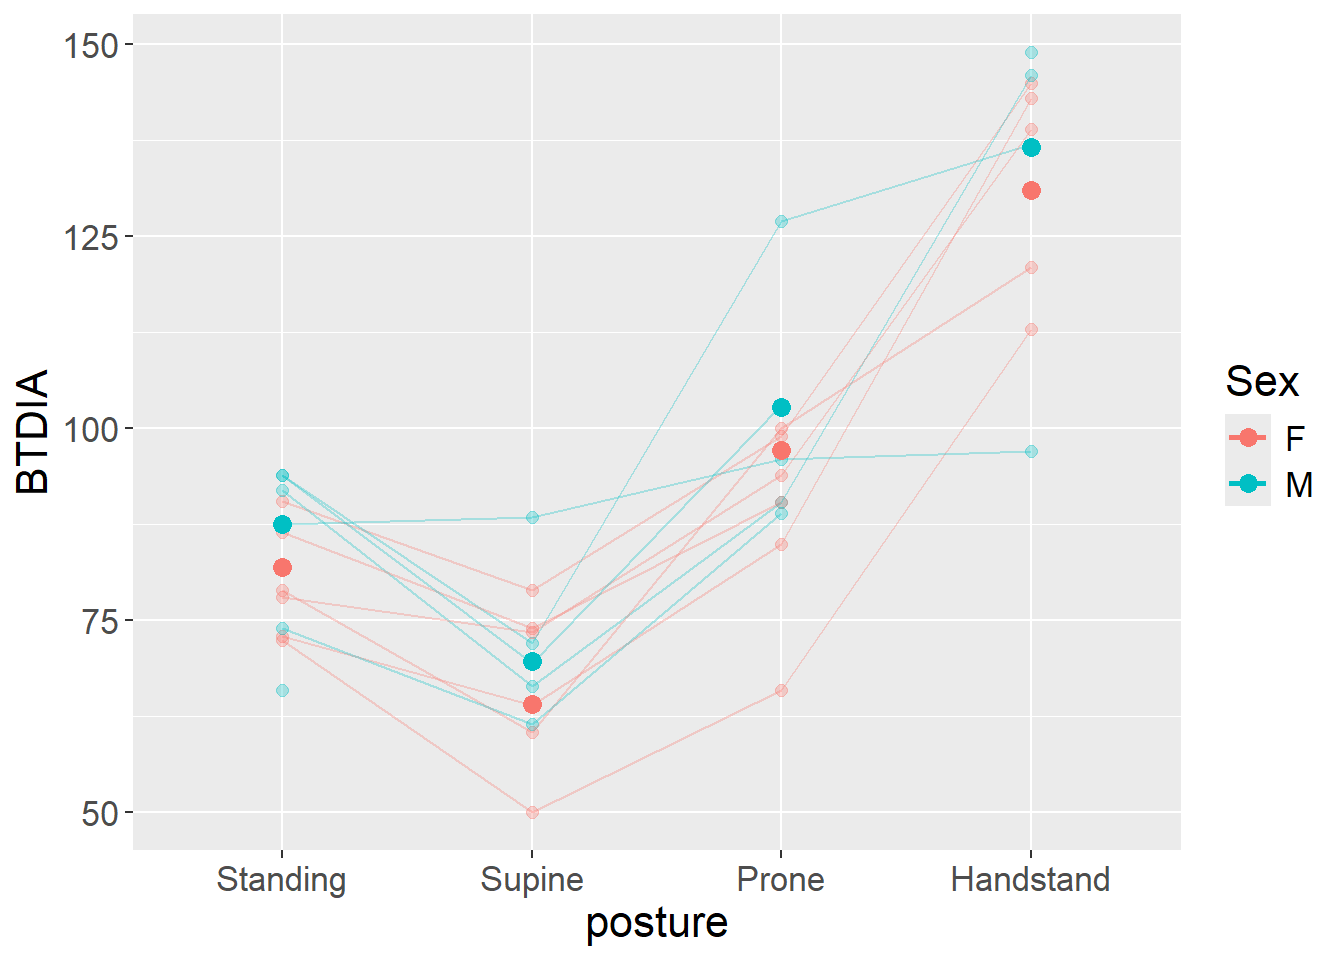 150
125
100
75
50
BTDIA
Standing
Supine
Prone
Handstand
posture
Sex
F
M